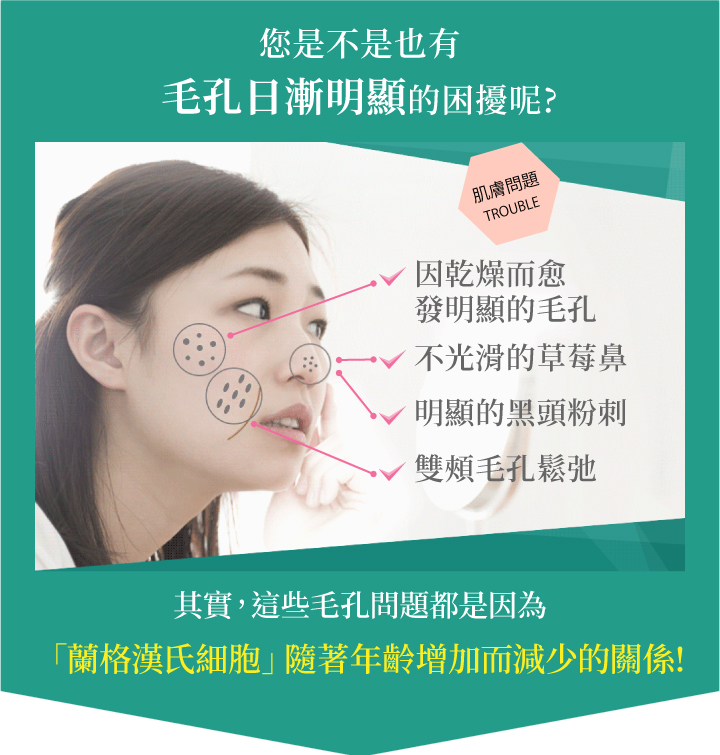 您是不是也有
毛孔日漸明顯的困擾呢?
肌膚問題
TROUBLE
因乾燥而愈
發明顯的毛孔
不光滑的草莓鼻
明顯的黑頭粉刺
雙頰毛孔鬆弛
其實,這些毛孔問題都是因為
「蘭格漢氏細胞」隨著年齡增加而減少的關係!